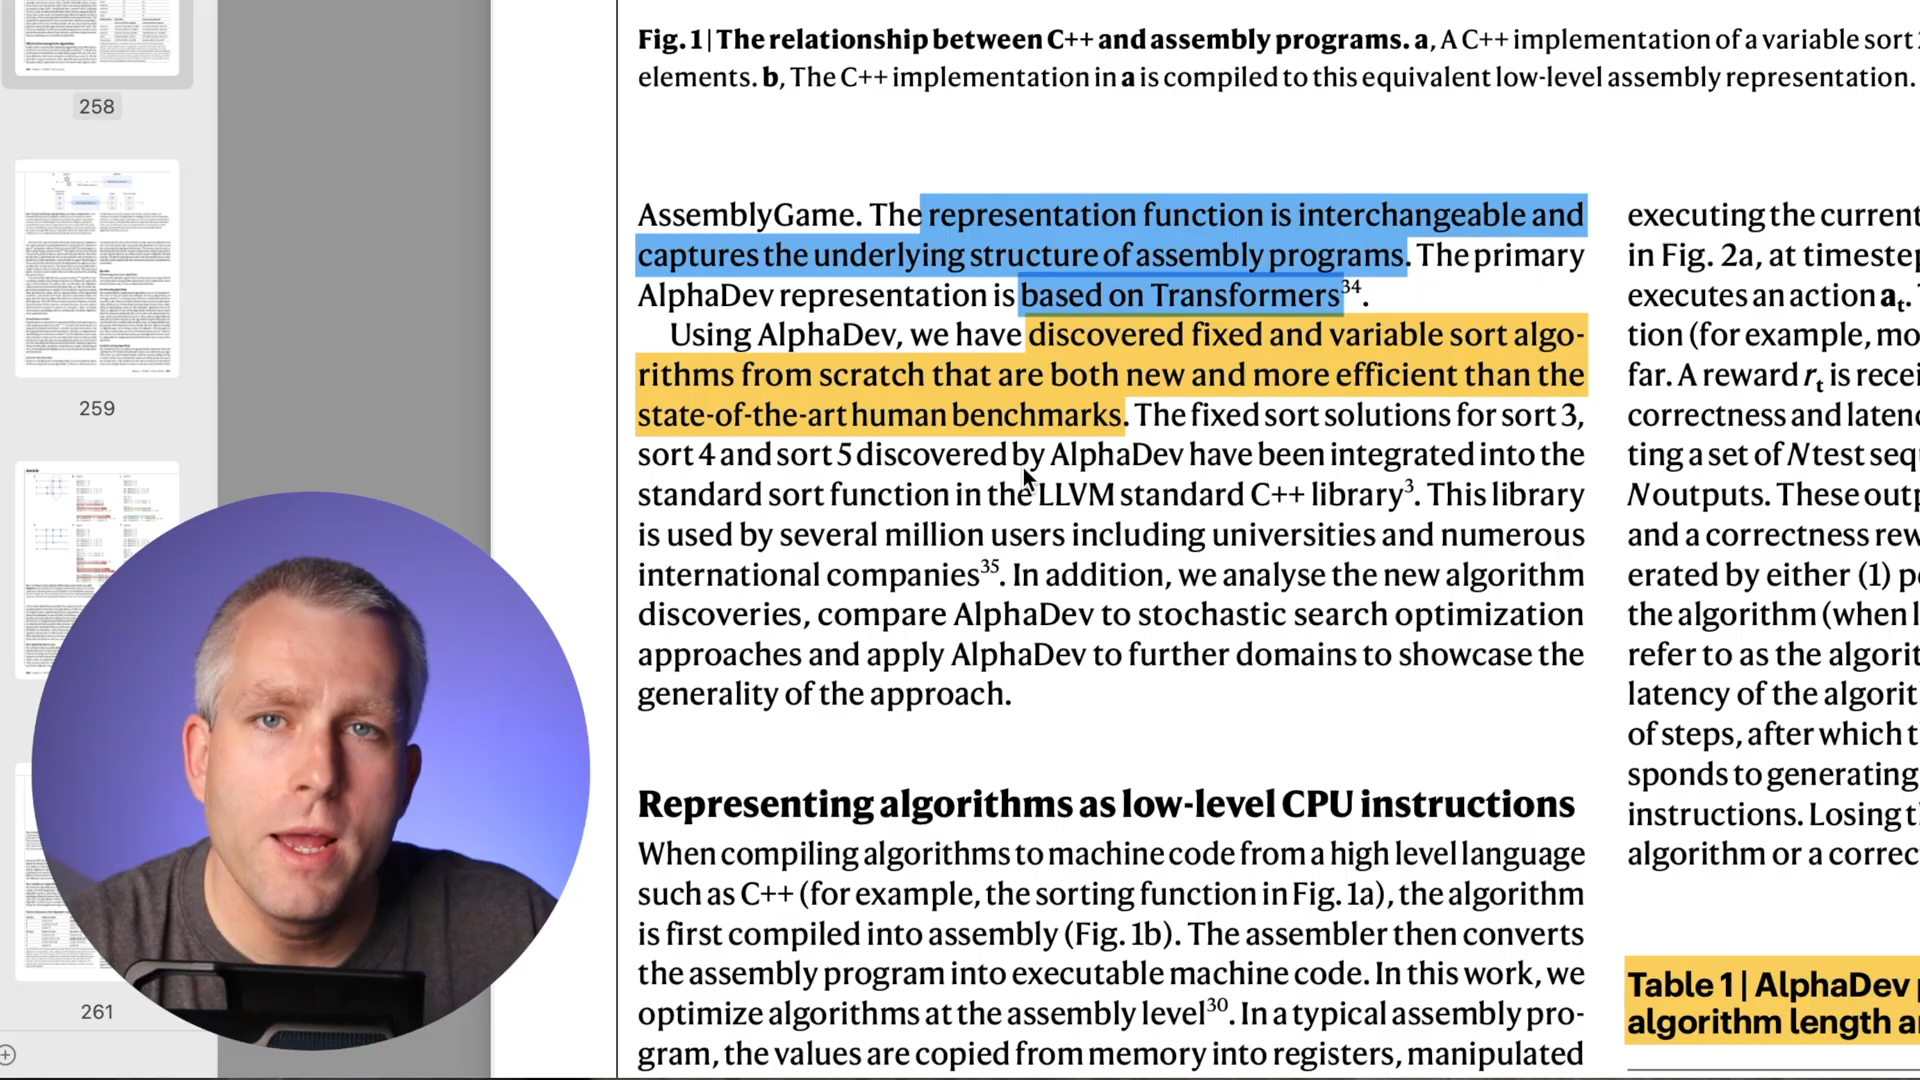 258
259
261
Fig. 1 | The relationship between C++ and assembly programs. a, A C++ implementation of a variable sort
elements. b, The C++ implementation in a is compiled to this equivalent low-level assembly representation.
AssemblyGame. The representation function is interchangeable and
captures the underlying structure of assembly programs. The primary
AlphaDev representation is based on Transformers34.
Using AlphaDev, we have discovered fixed and variable sort algo-
rithms from scratch that are both new and more efficient than the
state-of-the-art human benchmarks. The fixed sort solutions for sort 3,
sort 4 and sort 5 discovered by AlphaDev have been integrated into the
standard sort function in the LLVM standard C++ library3. This library
is used by several million users including universities and numerous
international companies35. In addition, we analyse the new algorithm
discoveries, compare AlphaDev to stochastic search optimization
approaches and apply AlphaDev to further domains to showcase the
generality of the approach.
Representing algorithms as low-level CPU instructions
When compiling algorithms to machine code from a high level language
such as C++ (for example, the sorting function in Fig. 1a), the algorithm
is first compiled into assembly (Fig. 1b). The assembler then converts
the assembly program into executable machine code. In this work, we
optimize algorithms at the assembly level30. In a typical assembly pro-
gram, the values are copied from memory into registers, manipulated
executing the current
in Fig. 2a, at timestep
executes an action at.
tion (for example, mo
far. A reward rt is recei
correctness and latenc
ting a set of N test sequ
N outputs. These outp
and a correctness rew
erated by either (1) pe
the algorithm (when l
refer to as the algorit
latency of the algorit
of steps, after which t
sponds to generating
instructions. Losing t
algorithm or a correc
Table 1 | AlphaDev p
algorithm length a